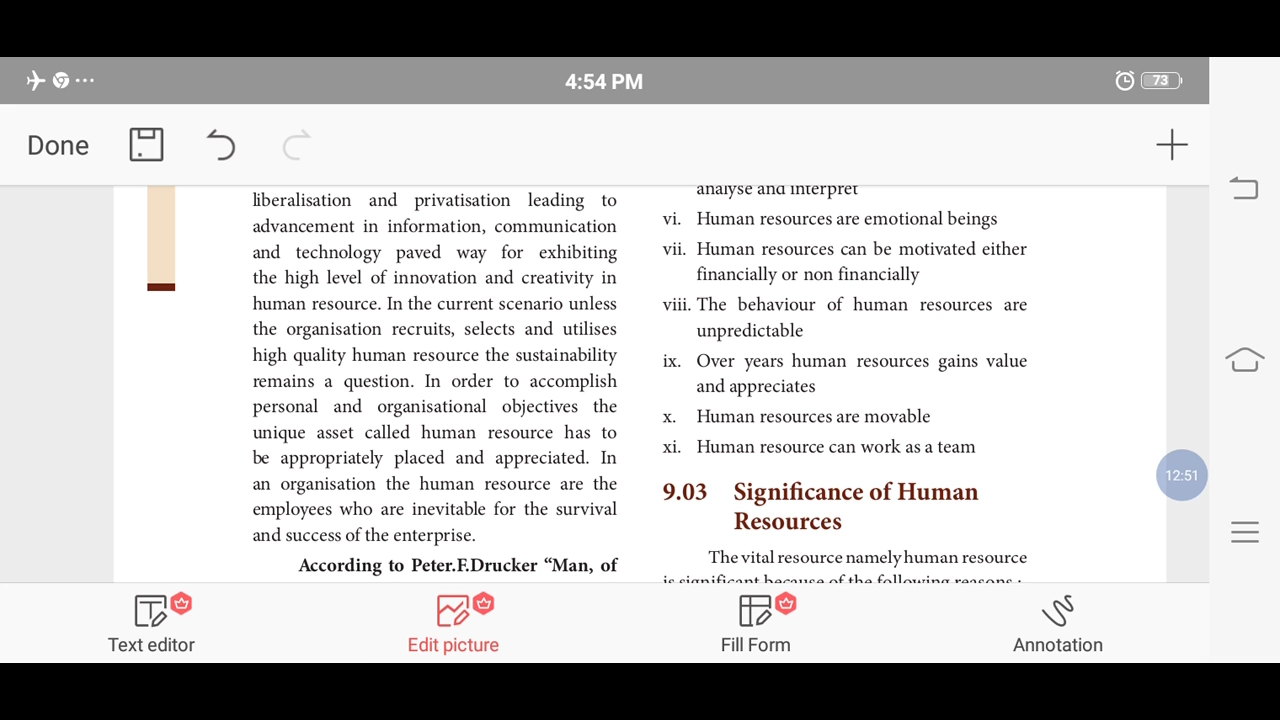 4:54 PM
73
Done
liberalisation and privatisation leading to
advancement in information, communication
and technology paved way for exhibiting
the high level of innovation and creativity in
human resource. In the current scenario unless
the organisation recruits, selects and utilises
high quality human resource the sustainability
remains a question. In order to accomplish
personal and organisational objectives the
unique asset called human resource has to
be appropriately placed and appreciated. In
an organisation the human resource are the
employees who are inevitable for the survival
and success of the enterprise.
According to Peter.F.Drucker “Man, of
analyse and interpret
vi. Human resources are emotional beings
vii. Human resources can be motivated either
financially or non financially
viii. The behaviour of human resources are
unpredictable
ix. Over years human resources gains value
and appreciates
x. Human resources are movable
xi. Human resource can work as a team
9.03 Significance of Human
Resources
The vital resource namely human resource
is significant because of the following reasons :
12:51
Text editor
Edit picture
Fill Form
Annotation